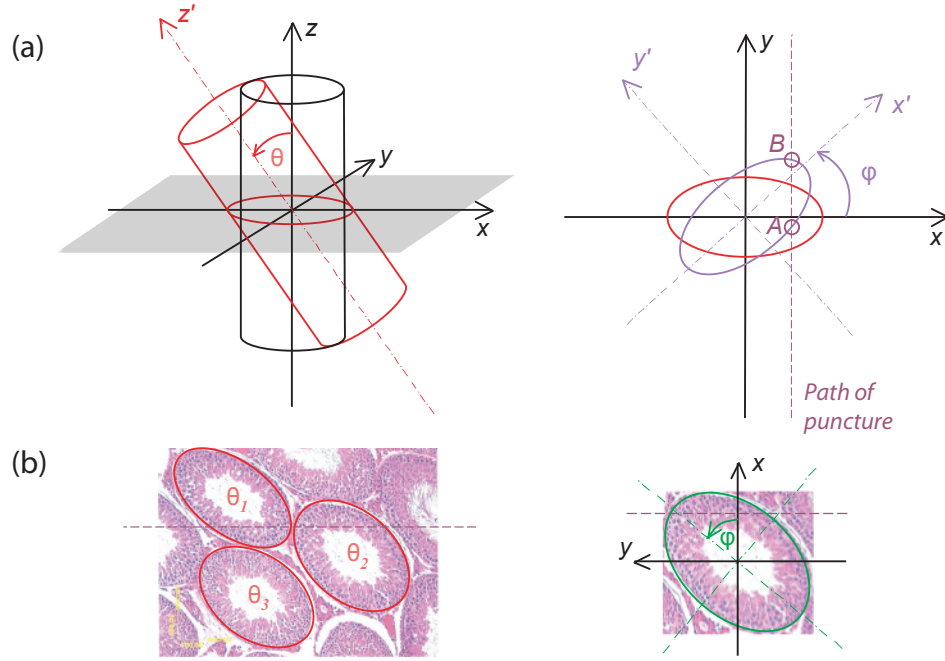 (a)
z'
z
θ
y
x
y
y'
x'
B
φ
A
x
Path of
puncture
(b)
θ1
θ2
θ3
x
φ
y